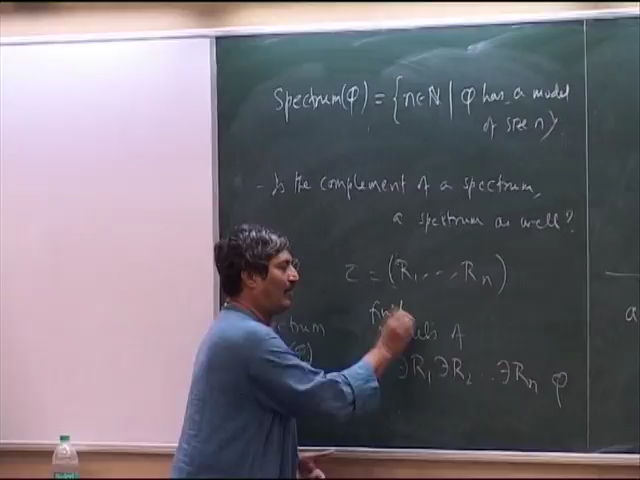 Spectrum(φ) = { n ∈ ℕ | φ has a model
of size n }
- Is the complement of a spectrum,
a spectrum as well?
τ = (R₁, ..., Rₙ)
∃R₁∃R₂...∃Rₙ φ
a